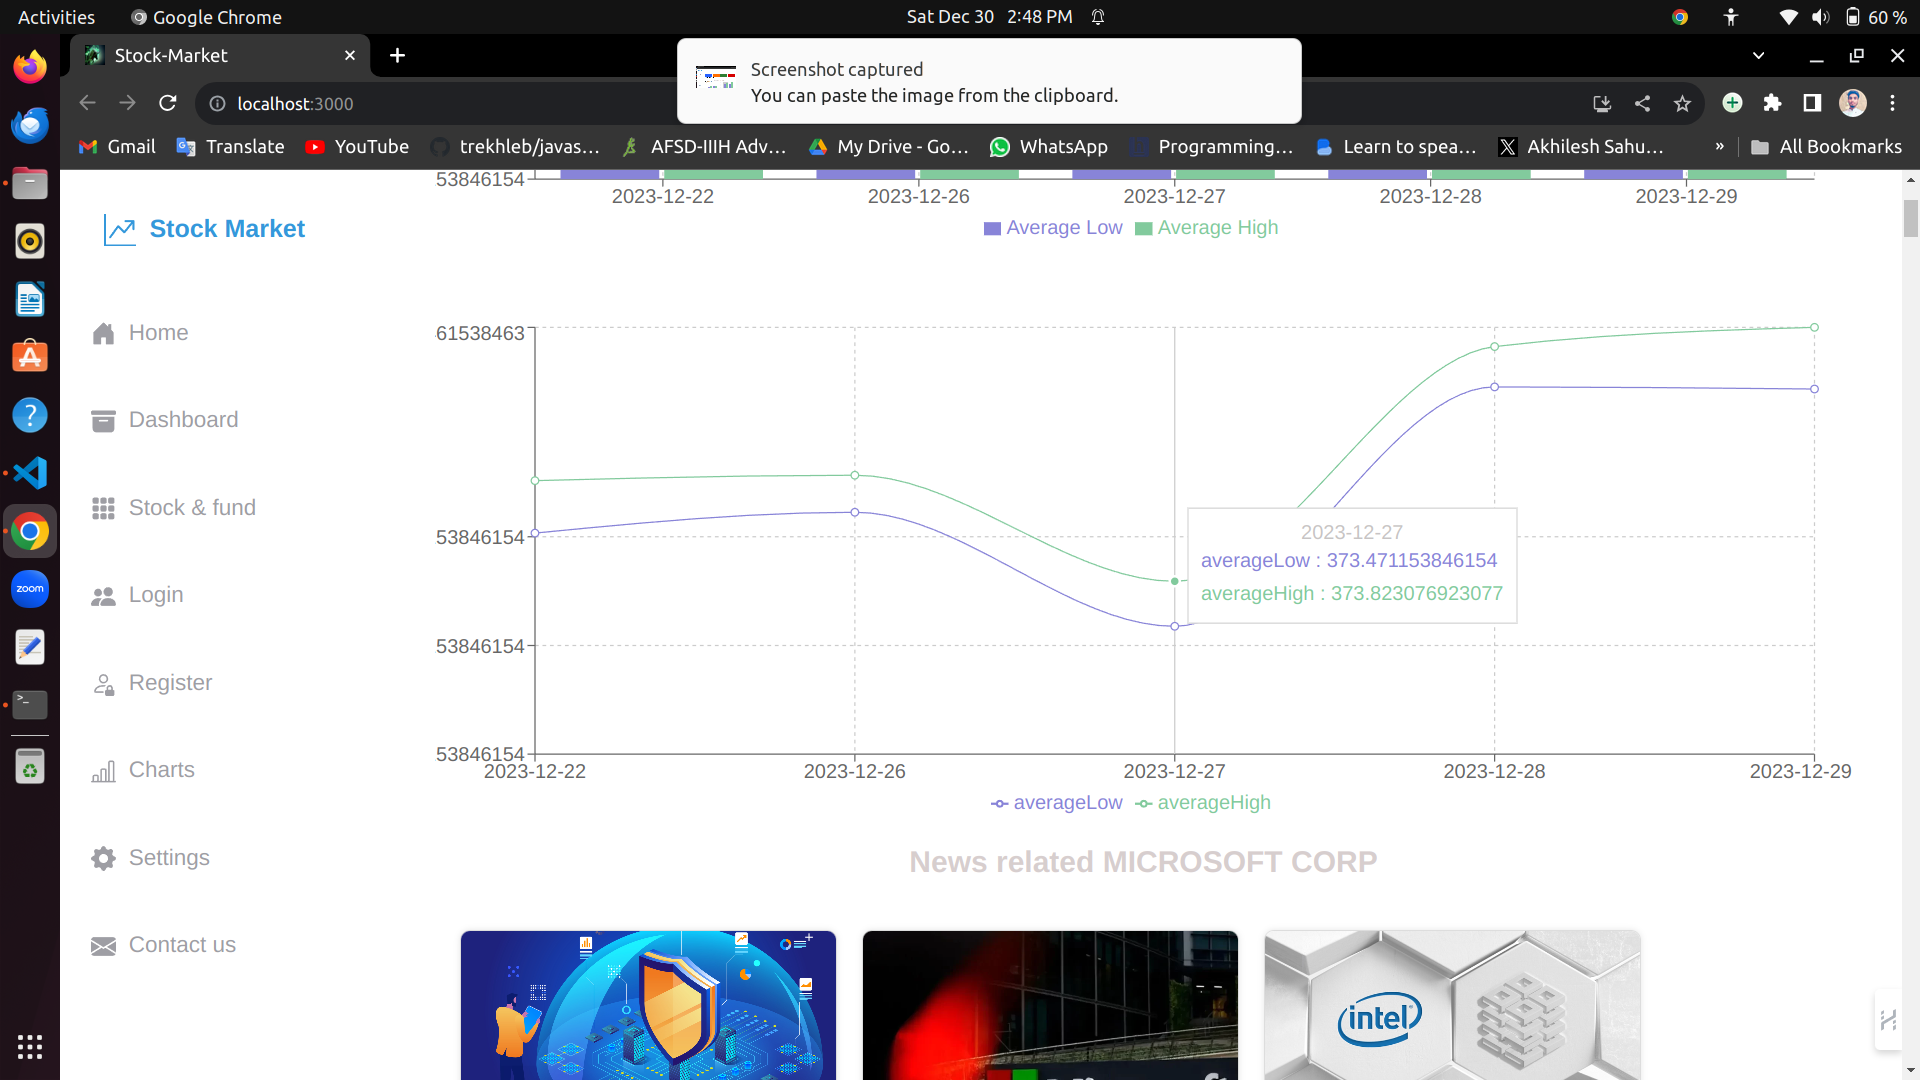 Activities Google Chrome Sat Dec 30 2:48 PM 60 %
Stock-Market
Screenshot captured
You can paste the image from the clipboard.
localhost:3000
Gmail Translate YouTube trekhleb/javas... AFSD-IIIH Adv... My Drive - Go... WhatsApp Programming... Learn to spea... Akhilesh Sahu... » All Bookmarks
53846154
2023-12-22 2023-12-26 2023-12-27 2023-12-28 2023-12-29
Average Low Average High
Stock Market
Home
Dashboard
Stock & fund
Login
Register
Charts
Settings
Contact us
61538463
53846154
53846154
53846154
2023-12-27
averageLow : 373.471153846154
averageHigh : 373.823076923077
2023-12-22 2023-12-26 2023-12-27 2023-12-28 2023-12-29
averageLow averageHigh
News related MICROSOFT CORP
intel
zoom